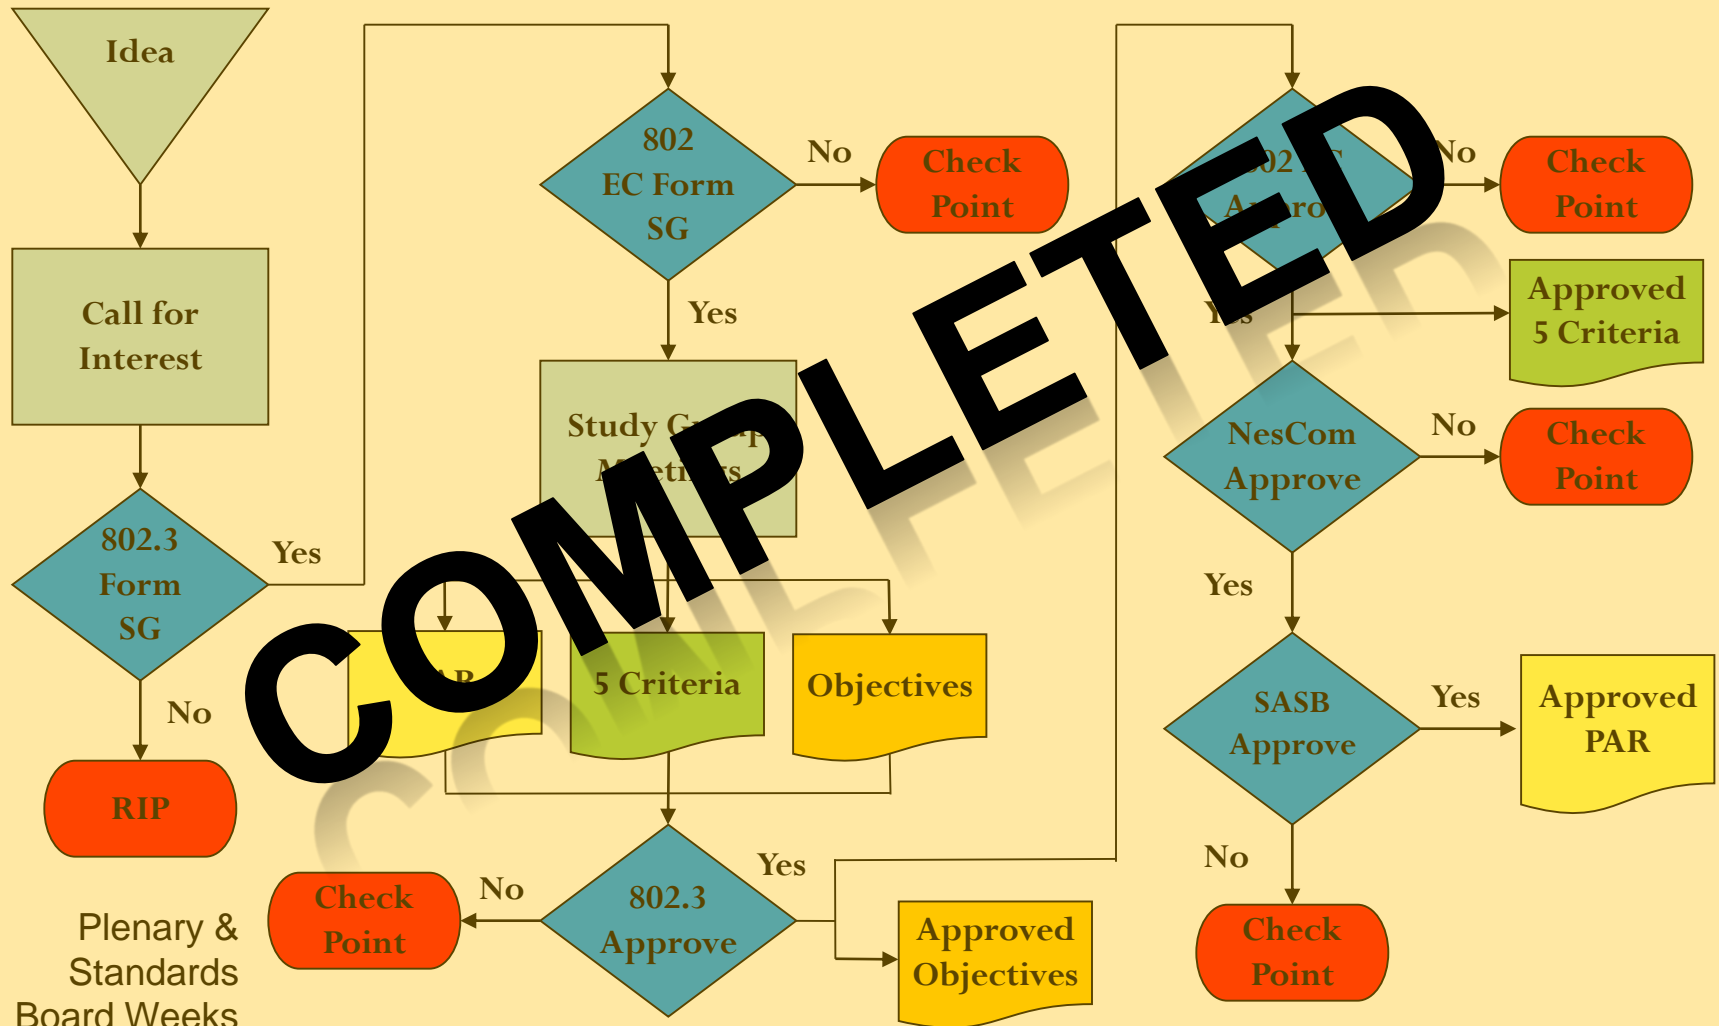 Idea
Call for
Interest
802.3
Form
SG
Yes
No
RIP
Plenary &
Standards
Board Weeks
802
EC Form
SG
No
Check
Point
Yes
Study
5 Criteria
Objectives
802.3
Approve
No
Check
Point
Yes
Approved
Objectives
No
Check
Point
Yes
Approved
5 Criteria
NesCom
Approve
No
Check
Point
Yes
SASB
Approve
Yes
Approved
PAR
No
Check
Point
COMPLETED